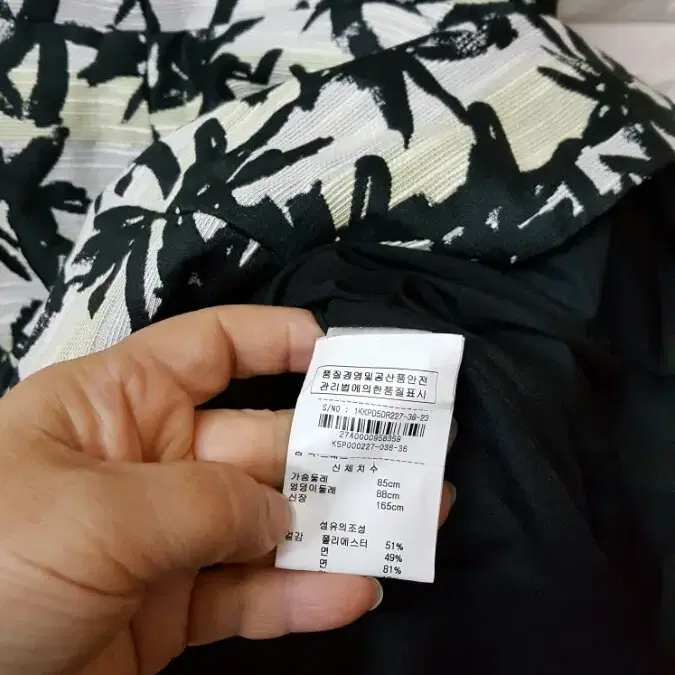 품질경영및공산품안전
관리법에의한품질표시
S/NO : 1KKPD5DR227-38-23
2740000958359
KSP000227-038-36
신체치수
가슴둘레 85cm
엉덩이둘레 88cm
신장 165cm
섬유의조성
겉감 폴리에스터 51%
면 49%
면 81%